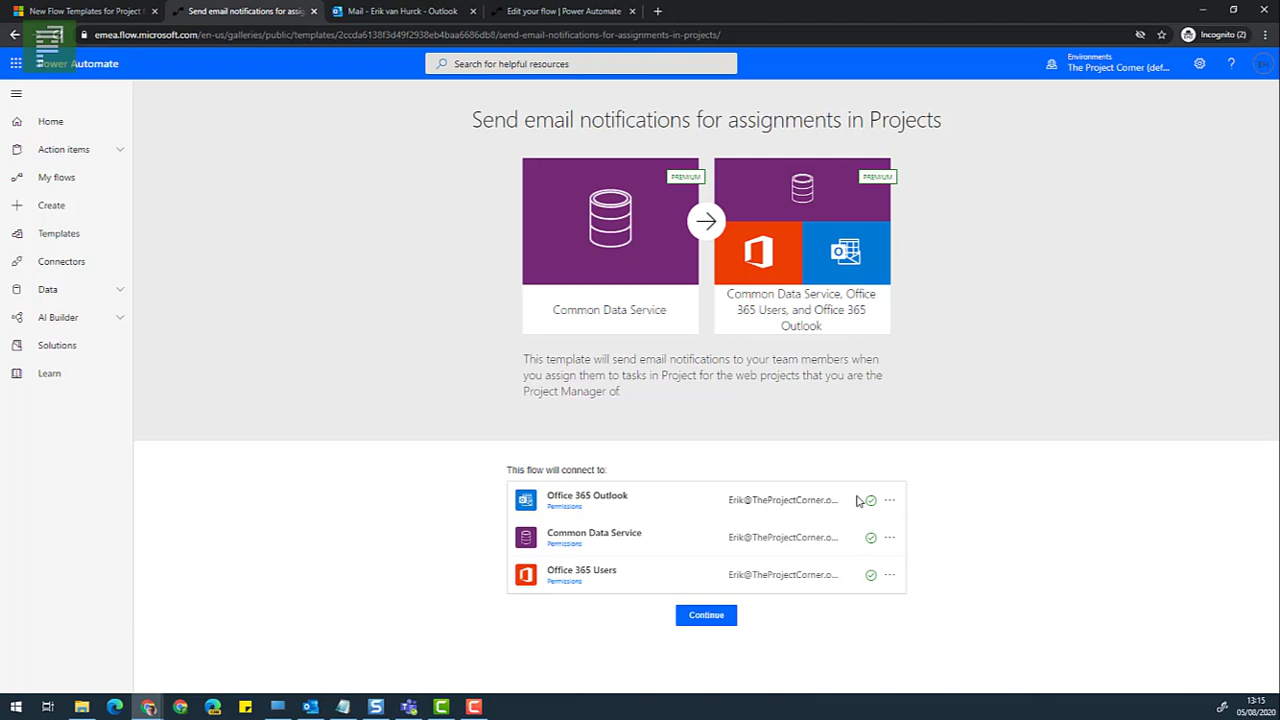 New Flow Templates for Project f
Send email notifications for assig
Mail - Erik van Hurck - Outlook
Edit your flow | Power Automate
emea.flow.microsoft.com/en-us/galleries/public/templates/2ccda6138f3d49f2938eb4baa6686db8/send-email-notifications-for-assignments-in-projects/
Incognito (2)
Power Automate
Search for helpful resources
Environments
The Project Corner (def...
EH
Home
Action items
My flows
Create
Templates
Connectors
Data
AI Builder
Solutions
Learn
Send email notifications for assignments in Projects
PREMIUM
PREMIUM
Common Data Service
Common Data Service, Office
365 Users, and Office 365
Outlook
This template will send email notifications to your team members when
you assign them to tasks in Project for the web projects that you are the
Project Manager of.
This flow will connect to:
Office 365 Outlook
Permissions
Erik@TheProjectCorner.o...
Common Data Service
Permissions
Erik@TheProjectCorner.o...
Office 365 Users
Permissions
Erik@TheProjectCorner.o...
Continue
13:15
05/08/2020